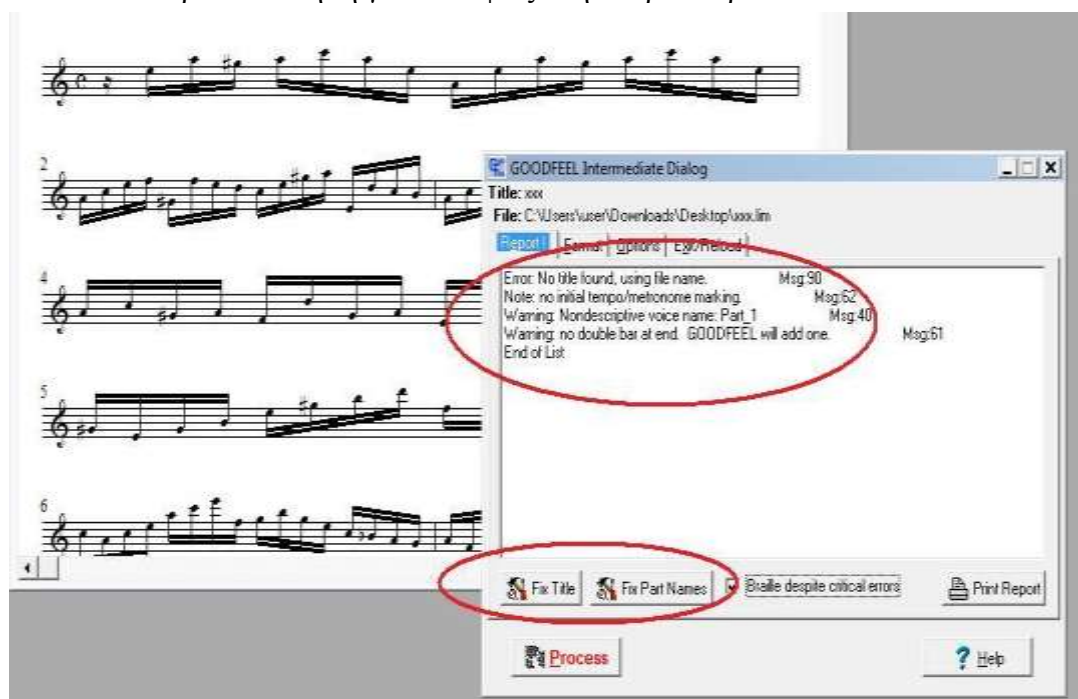 2
4
5
6
GOODFEEL Intermediate Dialog
Title: xxx
File: C:\Users\user\Downloads\Desktop\xxx.lim
Report! Format Options Exit/Reload
Error: No title found, using file name. Msg:90
Note: no initial tempo/metronome marking. Msg:62
Warning: Nondescriptive voice name: Part_1 Msg:40
Warning: no double bar at end. GOODFEEL will add one. Msg:61
End of List
Fix Title Fix Part Names Braille despite critical errors Print Report
Process ? Help